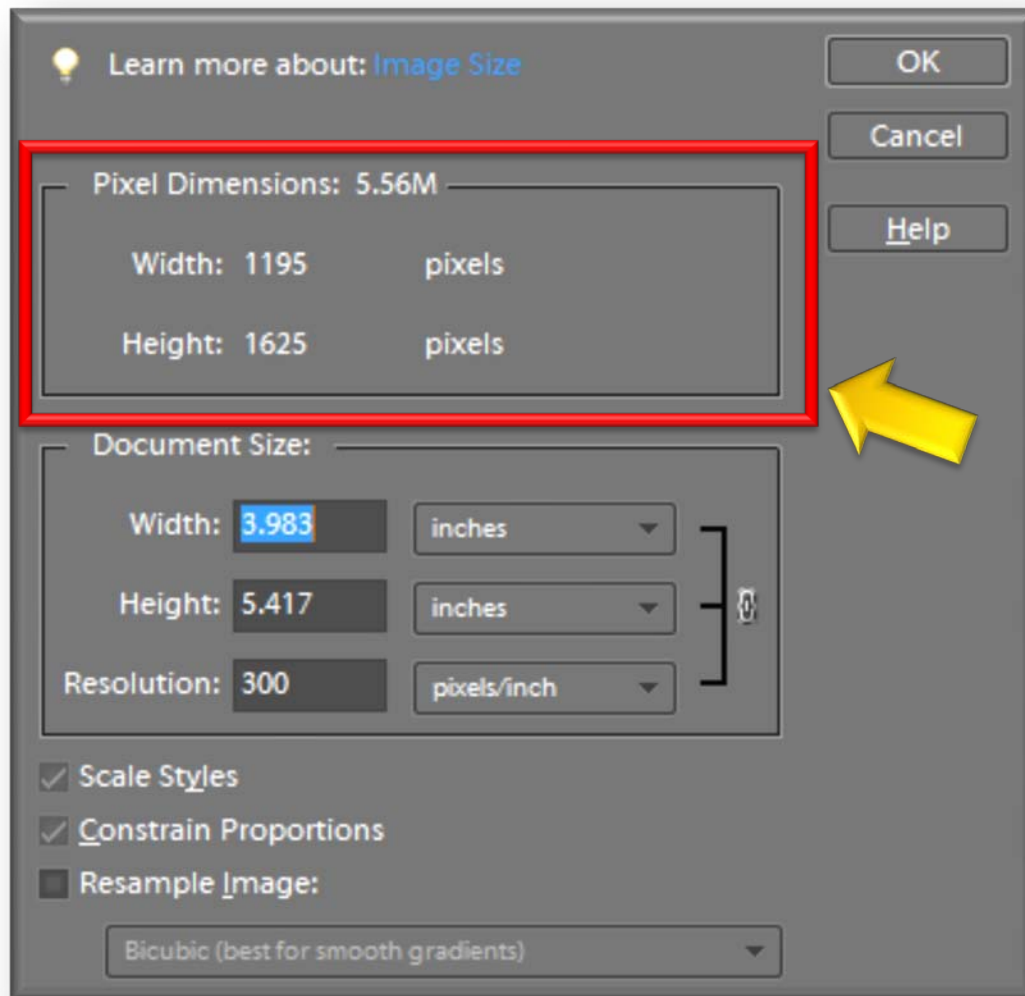 Learn more about: Image Size
OK
Cancel
Help
Pixel Dimensions: 5.56M
Width: 1195 pixels
Height: 1625 pixels
Document Size:
Width: 3.983 inches
Height: 5.417 inches
Resolution: 300 pixels/inch
Scale Styles
Constrain Proportions
Resample Image:
Bicubic (best for smooth gradients)